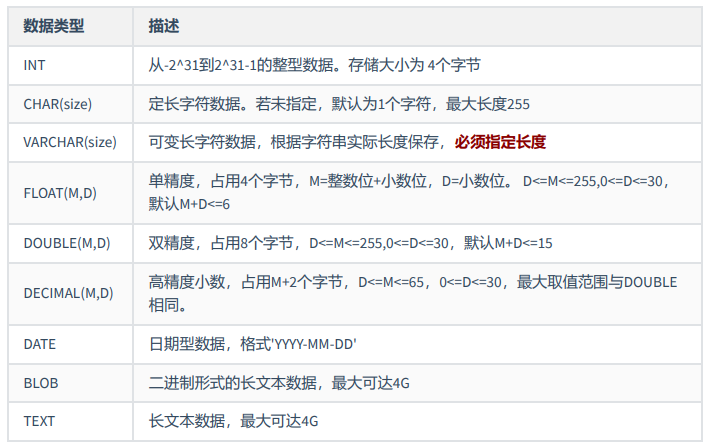 数据类型 描述
INT 从-2^31到2^31-1的整型数据。存储大小为 4个字节
CHAR(size) 定长字符数据。若未指定，默认为1个字符，最大长度255
VARCHAR(size) 可变长字符数据，根据字符串实际长度保存，必须指定长度
FLOAT(M,D) 单精度，占用4个字节，M=整数位+小数位，D=小数位。 D<=M<=255,0<=D<=30，
默认M+D<=6
DOUBLE(M,D) 双精度，占用8个字节，D<=M<=255,0<=D<=30，默认M+D<=15
DECIMAL(M,D) 高精度小数，占用M+2个字节，D<=M<=65，0<=D<=30，最大取值范围与DOUBLE
相同。
DATE 日期型数据，格式'YYYY-MM-DD'
BLOB 二进制形式的长文本数据，最大可达4G
TEXT 长文本数据，最大可达4G